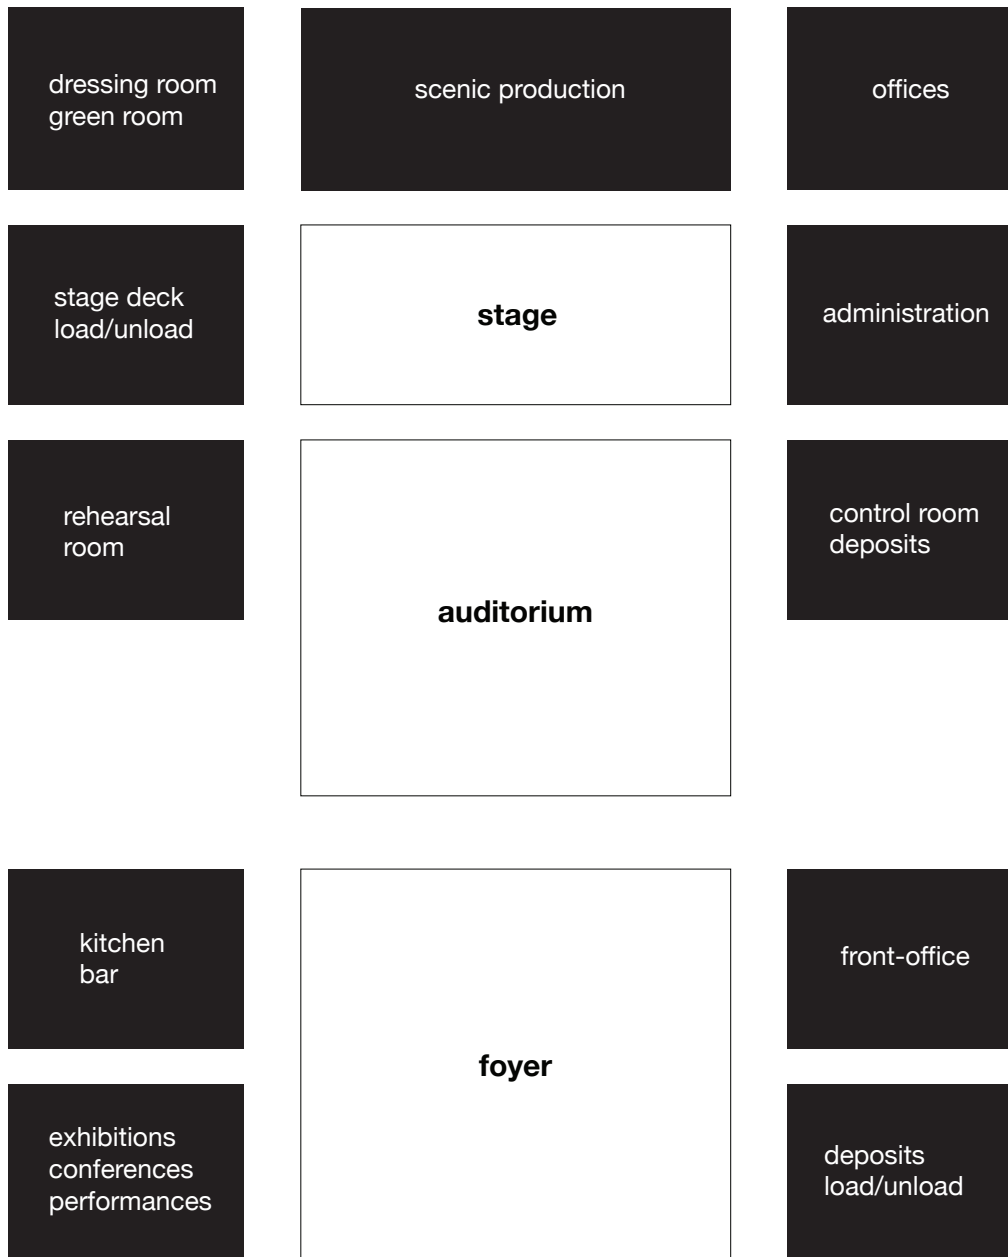 dressing room
green room
scenic production
offices
stage deck
load/unload
stage
administration
rehearsal
room
control room
deposits
auditorium
kitchen
bar
front-office
foyer
exhibitions
conferences
performances
deposits
load/unload